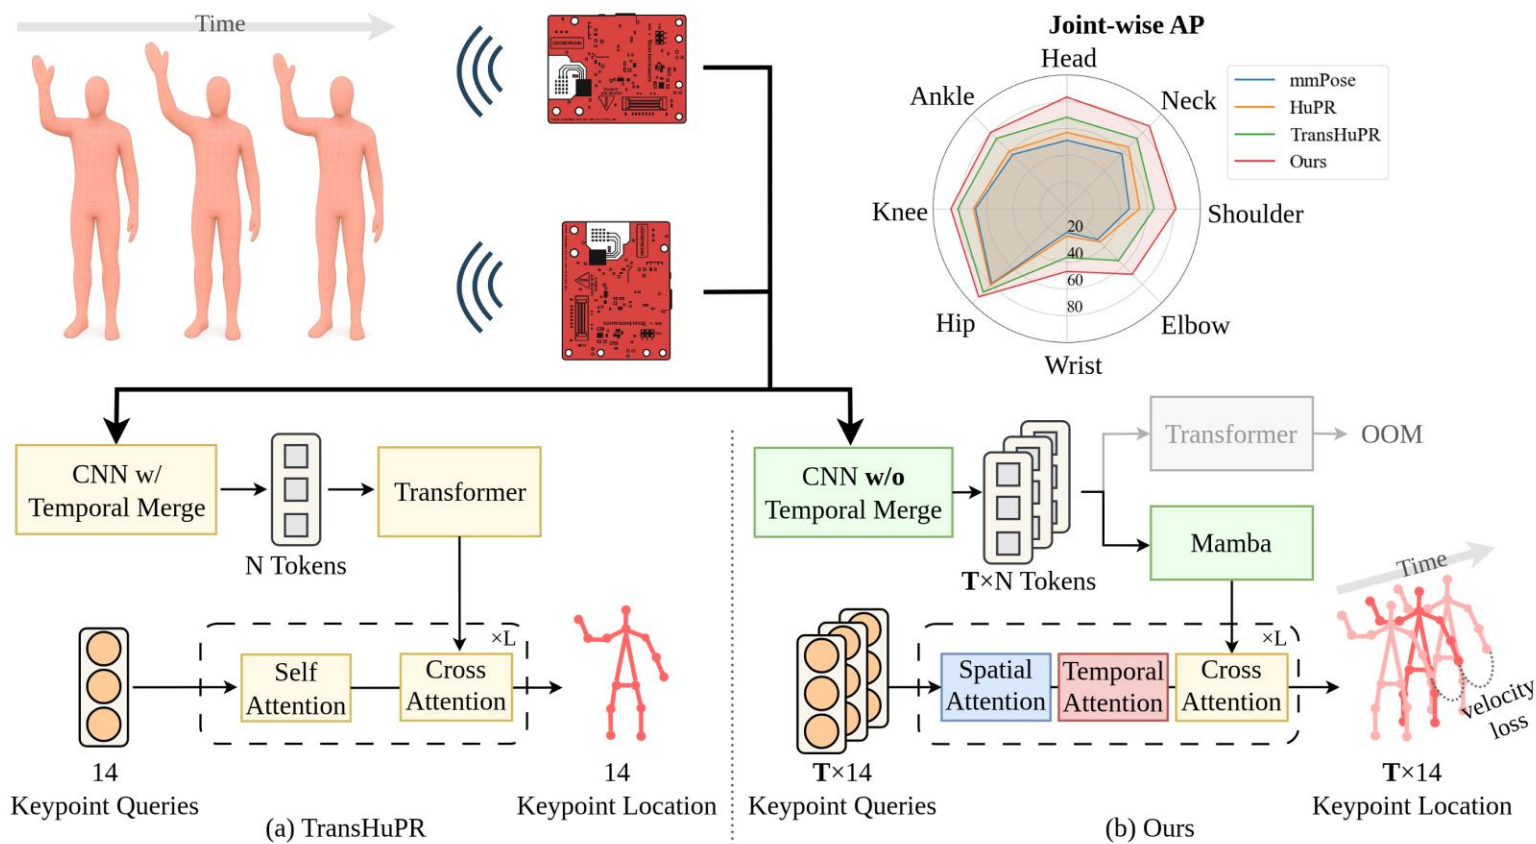 Time
Joint-wise AP
Head
Neck
Shoulder
Elbow
Wrist
Hip
Knee
Ankle
20
40
60
80
mmPose
HuPR
TransHuPR
Ours
CNN w/
Temporal Merge
N Tokens
Transformer
×L
Self
Attention
Cross
Attention
14
Keypoint Queries
14
Keypoint Location
(a) TransHuPR
CNN w/o
Temporal Merge
T×N Tokens
Transformer
OOM
Mamba
Time
×L
Spatial
Attention
Temporal
Attention
Cross
Attention
velocity
loss
T×14
Keypoint Queries
T×14
Keypoint Location
(b) Ours